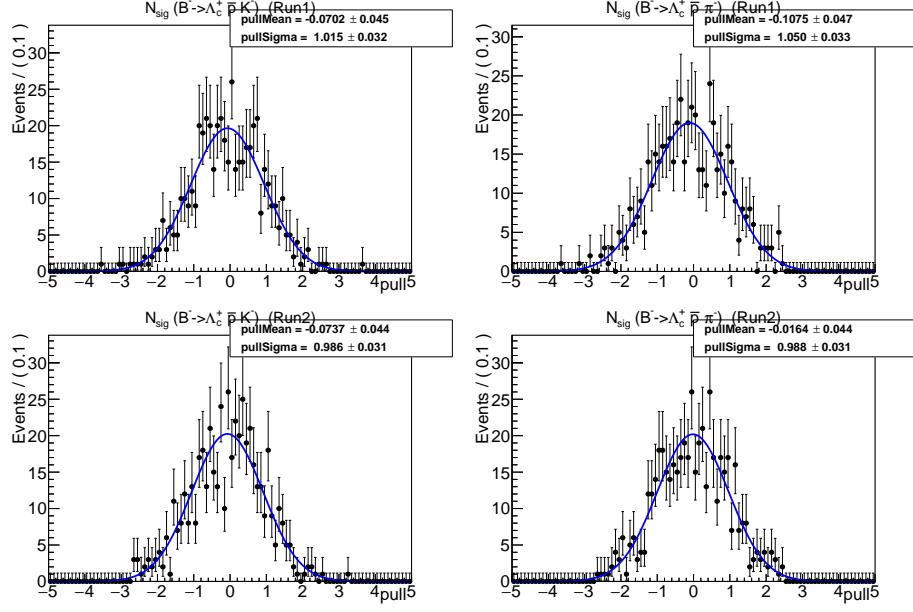 N_sig (B^-->Λ_c^+ p̄ K^-) (Run1)
pullMean = -0.0702 ± 0.045
pullSigma = 1.015 ± 0.032
Events / ( 0.1 )
30
25
20
15
10
5
0
−5 −4 −3 −2 −1 0 1 2 3 4 5
pull
N_sig (B^-->Λ_c^+ p̄ π^-) (Run1)
pullMean = -0.1075 ± 0.047
pullSigma = 1.050 ± 0.033
Events / ( 0.1 )
30
25
20
15
10
5
0
−5 −4 −3 −2 −1 0 1 2 3 4 5
pull
N_sig (B^-->Λ_c^+ p̄ K^-) (Run2)
pullMean = -0.0737 ± 0.044
pullSigma = 0.986 ± 0.031
Events / ( 0.1 )
30
25
20
15
10
5
0
−5 −4 −3 −2 −1 0 1 2 3 4 5
pull
N_sig (B^-->Λ_c^+ p̄ π^-) (Run2)
pullMean = -0.0164 ± 0.044
pullSigma = 0.988 ± 0.031
Events / ( 0.1 )
30
25
20
15
10
5
0
−5 −4 −3 −2 −1 0 1 2 3 4 5
pull